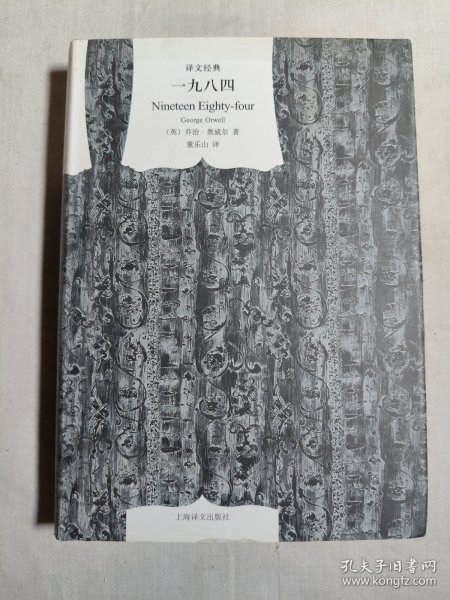 译文经典
一九八四
Nineteen Eighty-four
George Orwell
〔英〕乔治·奥威尔 著
董乐山 译
上海译文出版社
孔夫子旧书网
www.kongfz.com